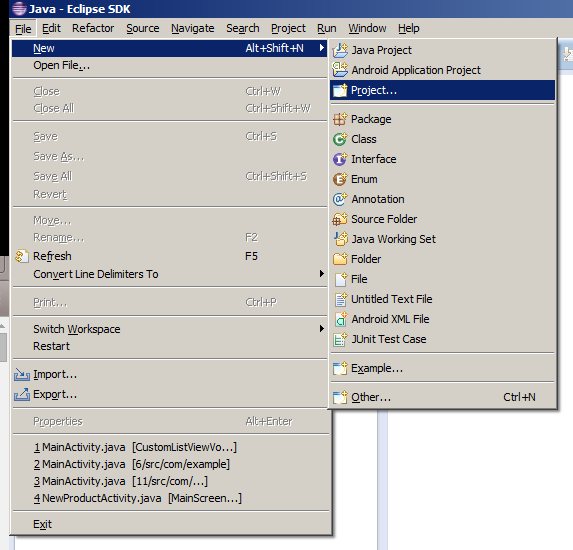 Java - Eclipse SDK
File Edit Refactor Source Navigate Search Project Run Window Help
New Alt+Shift+N
Open File...
Close Ctrl+W
Close All Ctrl+Shift+W
Save Ctrl+S
Save As...
Save All Ctrl+Shift+S
Revert
Move...
Rename... F2
Refresh F5
Convert Line Delimiters To
Print... Ctrl+P
Switch Workspace
Restart
Import...
Export...
Properties Alt+Enter
1 MainActivity.java [CustomListViewVo...]
2 MainActivity.java [6/src/com/example]
3 MainActivity.java [11/src/com/...]
4 NewProductActivity.java [MainScreen...]
Exit
Java Project
Android Application Project
Project...
Package
Class
Interface
Enum
Annotation
Source Folder
Java Working Set
Folder
File
Untitled Text File
Android XML File
JUnit Test Case
Example...
Other... Ctrl+N